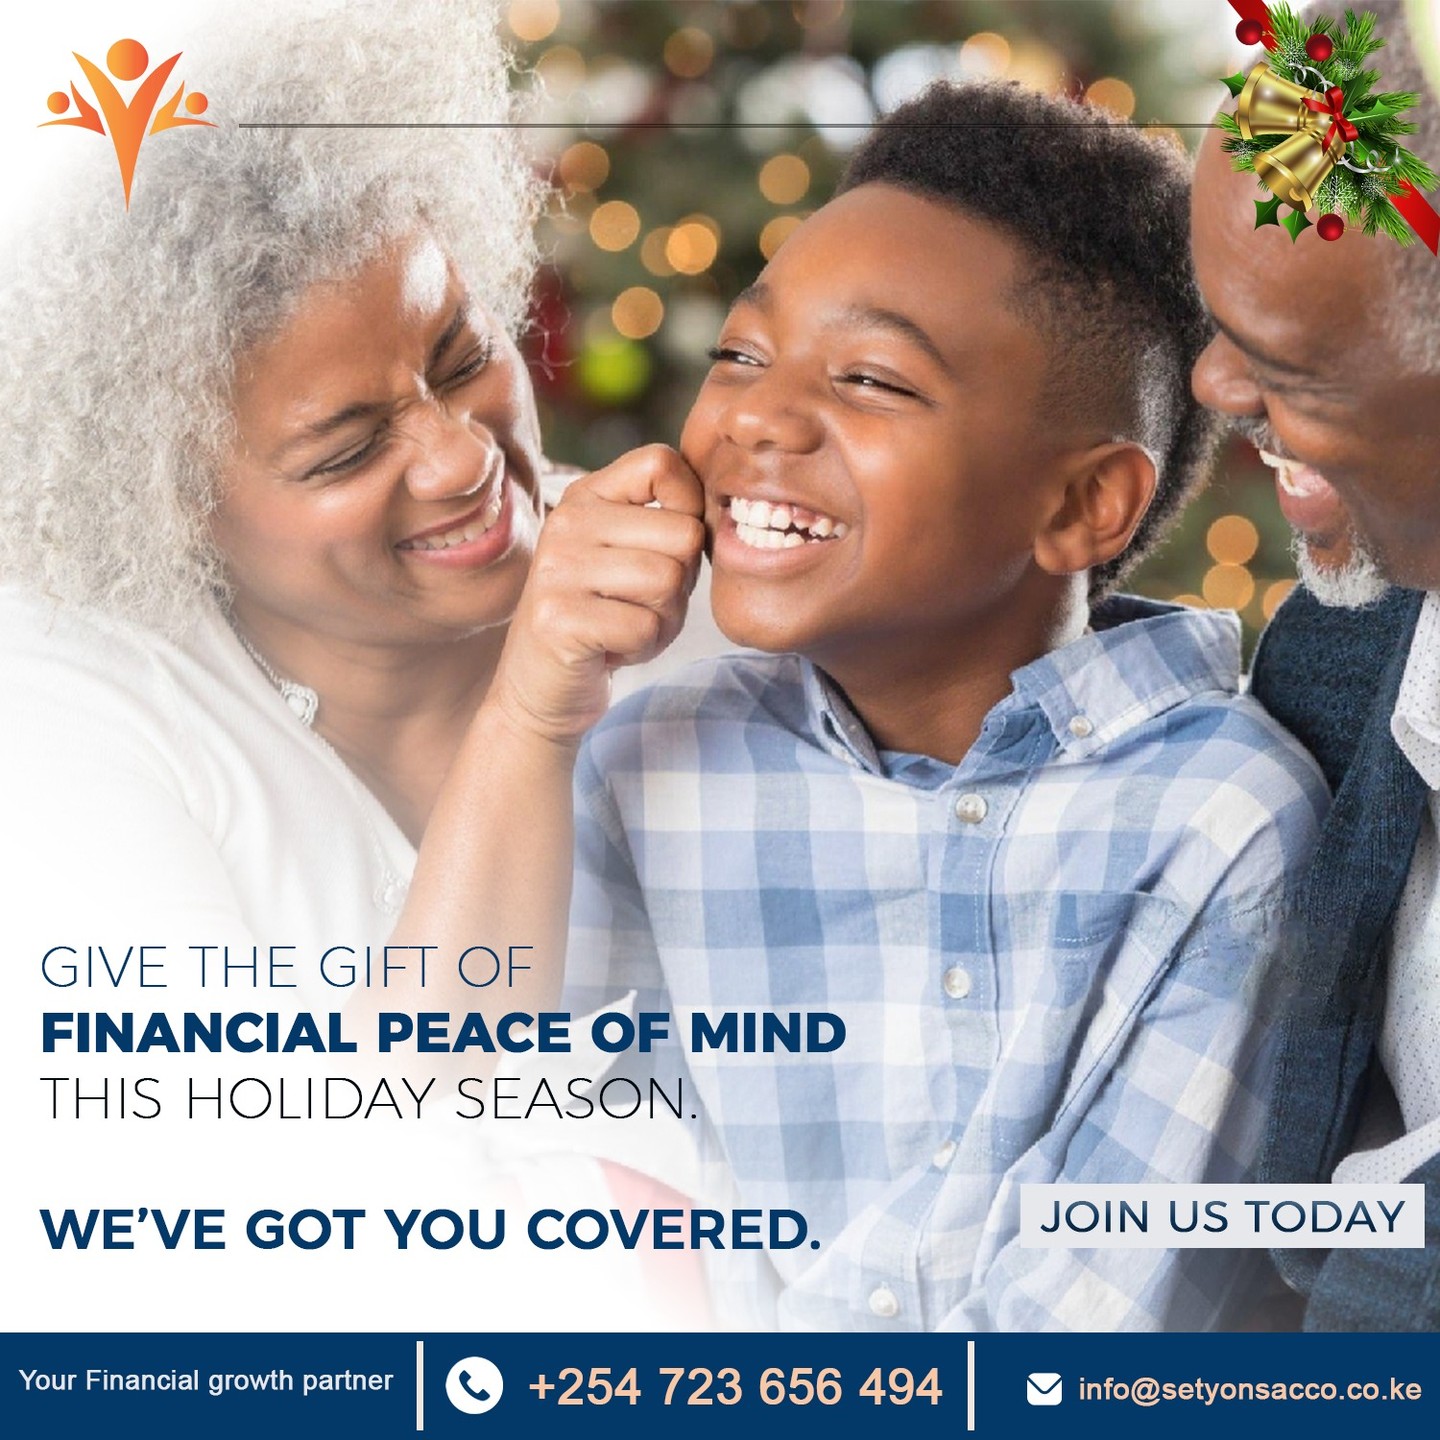 GIVE THE GIFT OF
FINANCIAL PEACE OF MIND
THIS HOLIDAY SEASON.
WE'VE GOT YOU COVERED.
JOIN US TODAY
Your Financial growth partner
+254 723 656 494
info@setyonsacco.co.ke